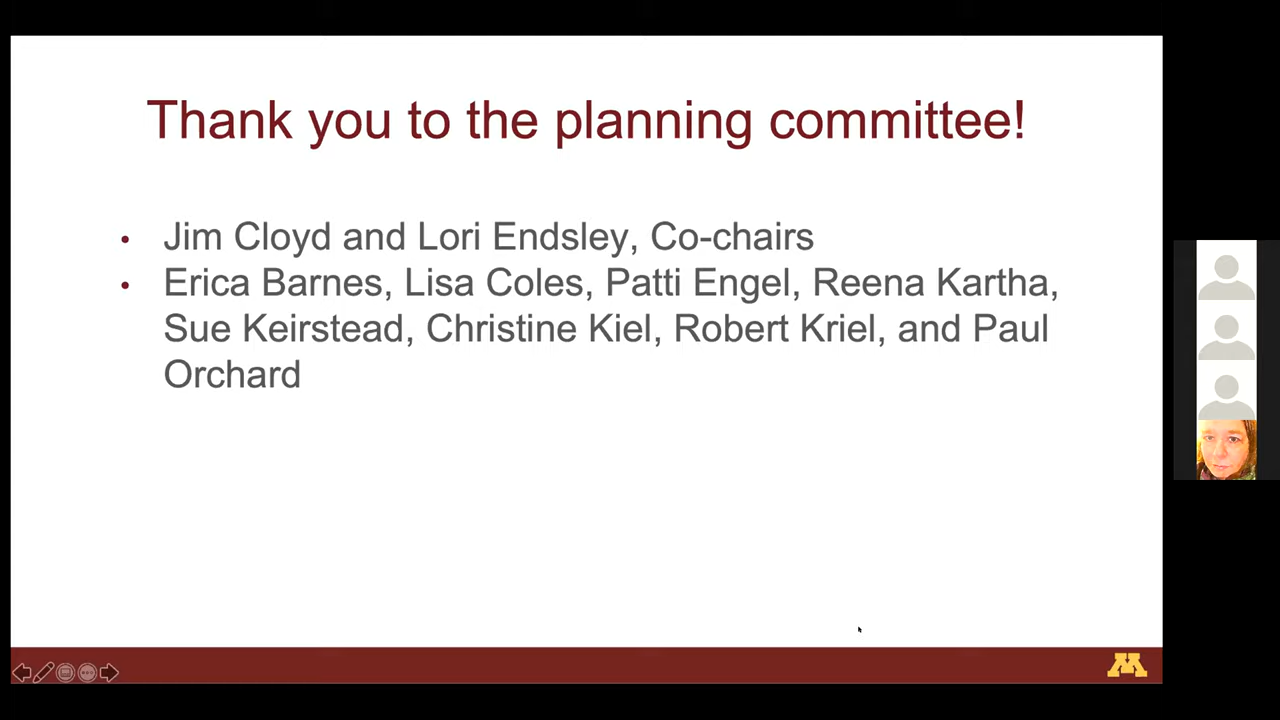 Thank you to the planning committee!
• Jim Cloyd and Lori Endsley, Co-chairs
• Erica Barnes, Lisa Coles, Patti Engel, Reena Kartha,
Sue Keirstead, Christine Kiel, Robert Kriel, and Paul
Orchard
M